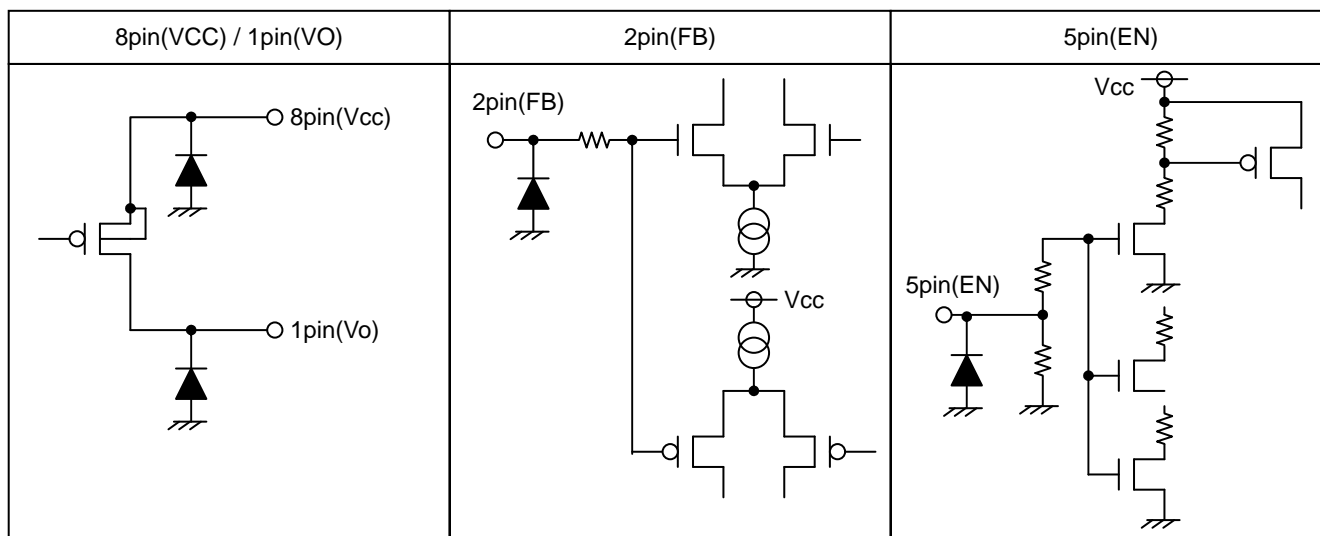 8pin(VCC) / 1pin(VO)
2pin(FB)
5pin(EN)
8pin(Vcc)
1pin(Vo)
2pin(FB)
Vcc
Vcc
5pin(EN)